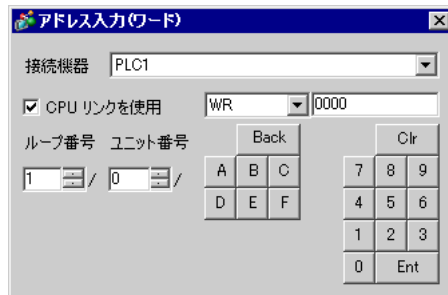 アドレス入力(ワード)
接続機器 PLC1
CPU リンクを使用 WR 0000
ループ番号 ユニット番号 Back Clr
1 / 0 / A B C 7 8 9
D E F 4 5 6
1 2 3
0 Ent